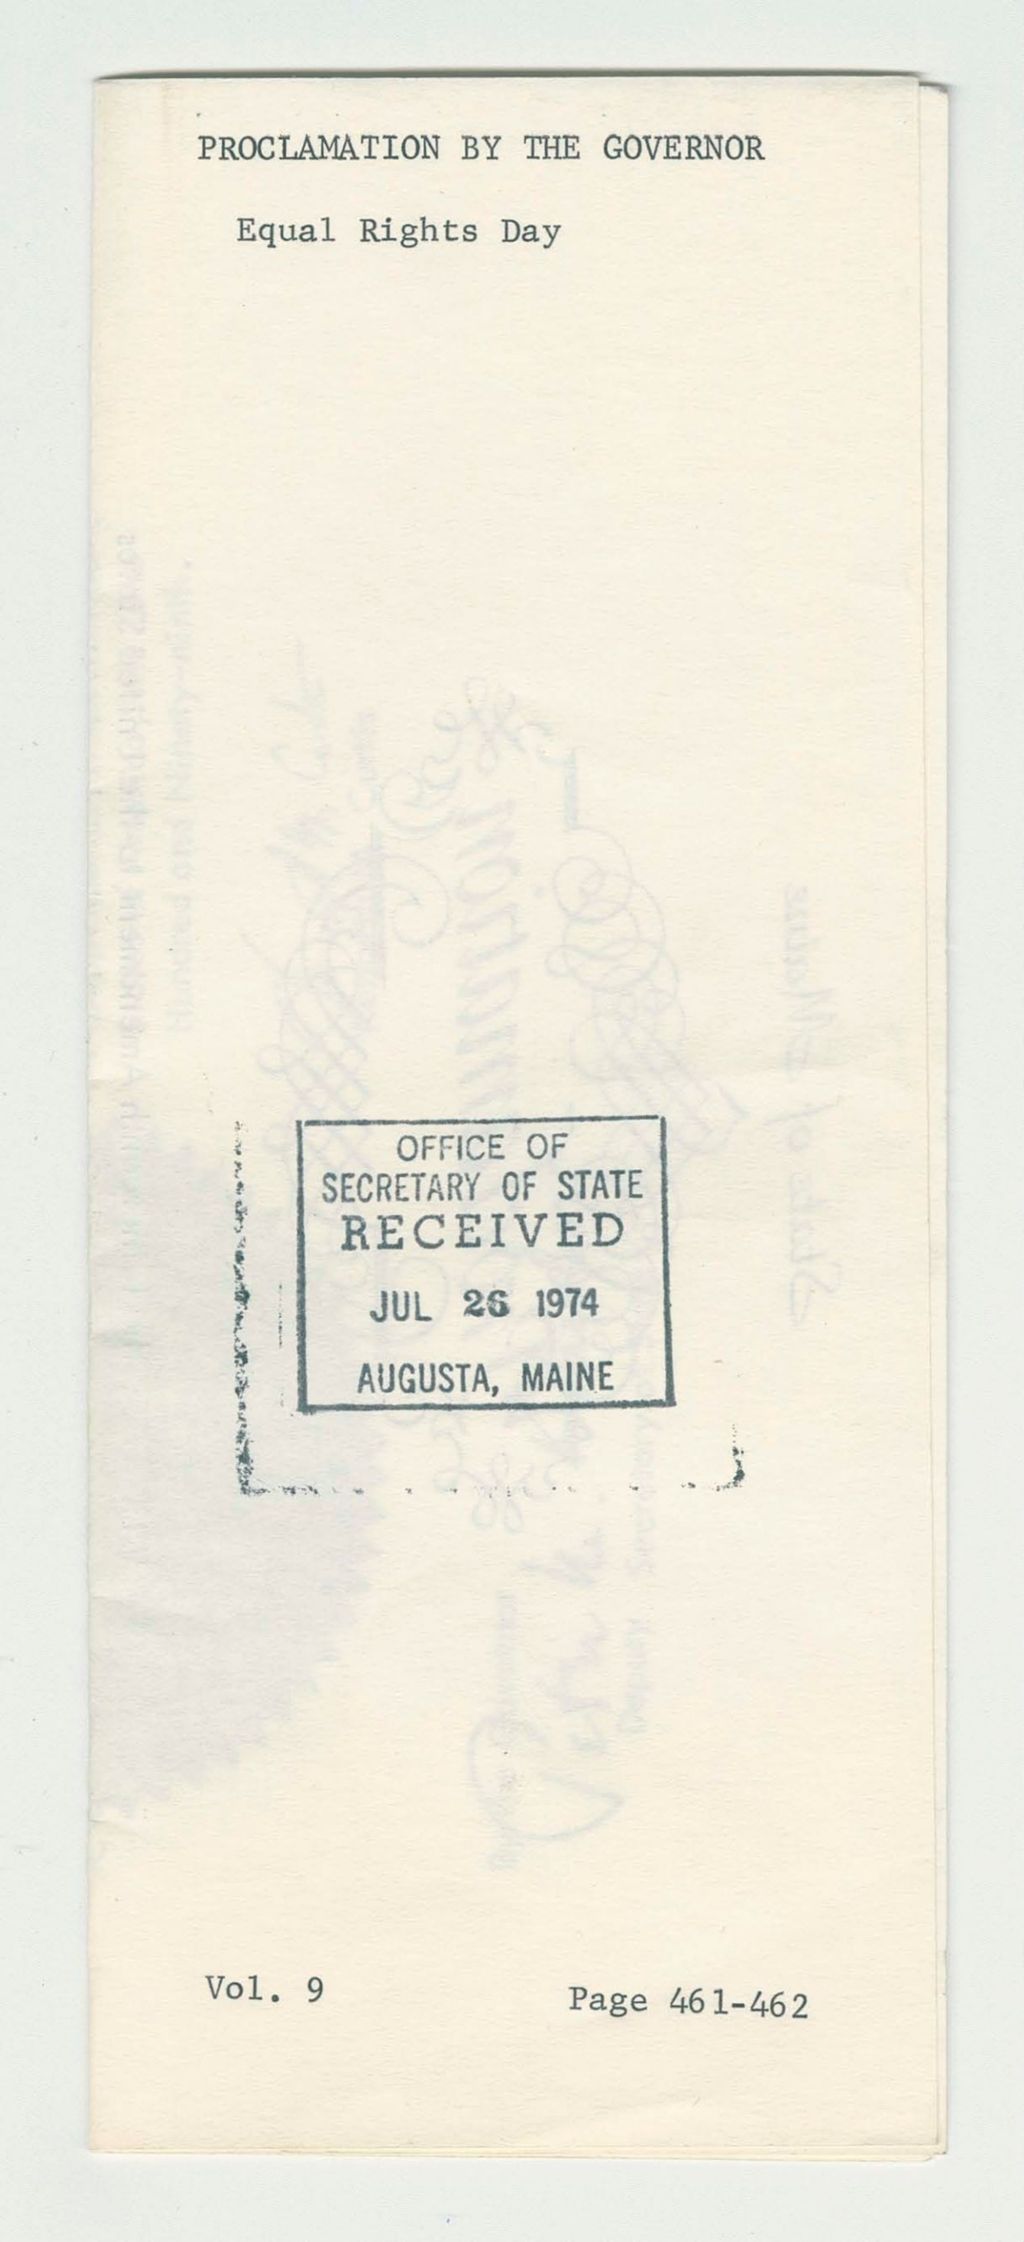 PROCLAMATION BY THE GOVERNOR
Equal Rights Day
OFFICE OF
SECRETARY OF STATE
RECEIVED
JUL 26 1974
AUGUSTA, MAINE
Vol. 9 Page 461-462